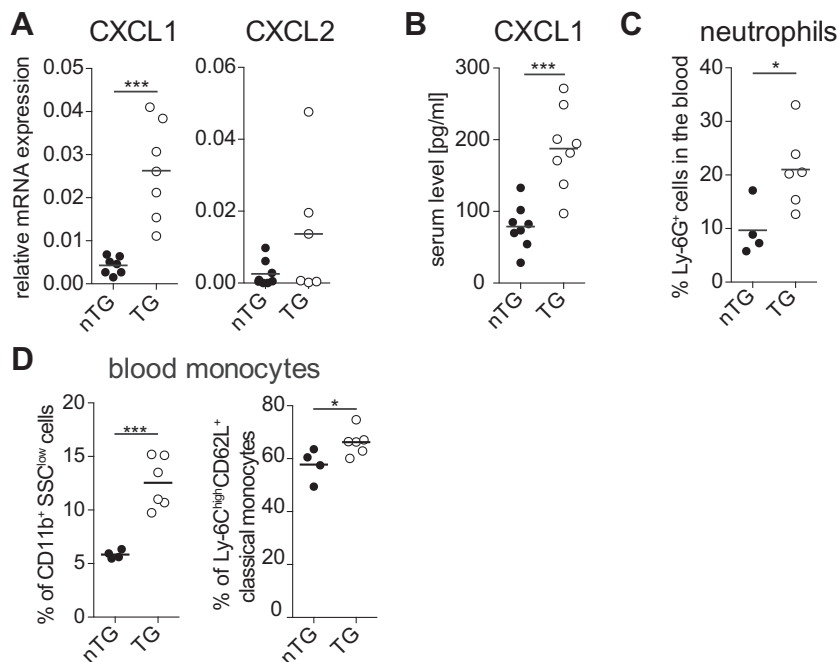 A
CXCL1
CXCL2
relative mRNA expression
0.05
0.04
0.03
0.02
0.01
0.00
***
nTG
TG
0.06
0.04
0.02
0.00
nTG
TG
B
CXCL1
serum level [pg/ml]
300
200
100
0
***
nTG
TG
C
neutrophils
% Ly-6G⁺ cells in the blood
40
30
20
10
0
*
nTG
TG
D
blood monocytes
% of CD11b⁺ SSCˡᵒʷ cells
20
15
10
5
0
***
nTG
TG
% of Ly-6CʰⁱᵍʰCD62L⁺
classical monocytes
80
60
40
20
0
*
nTG
TG